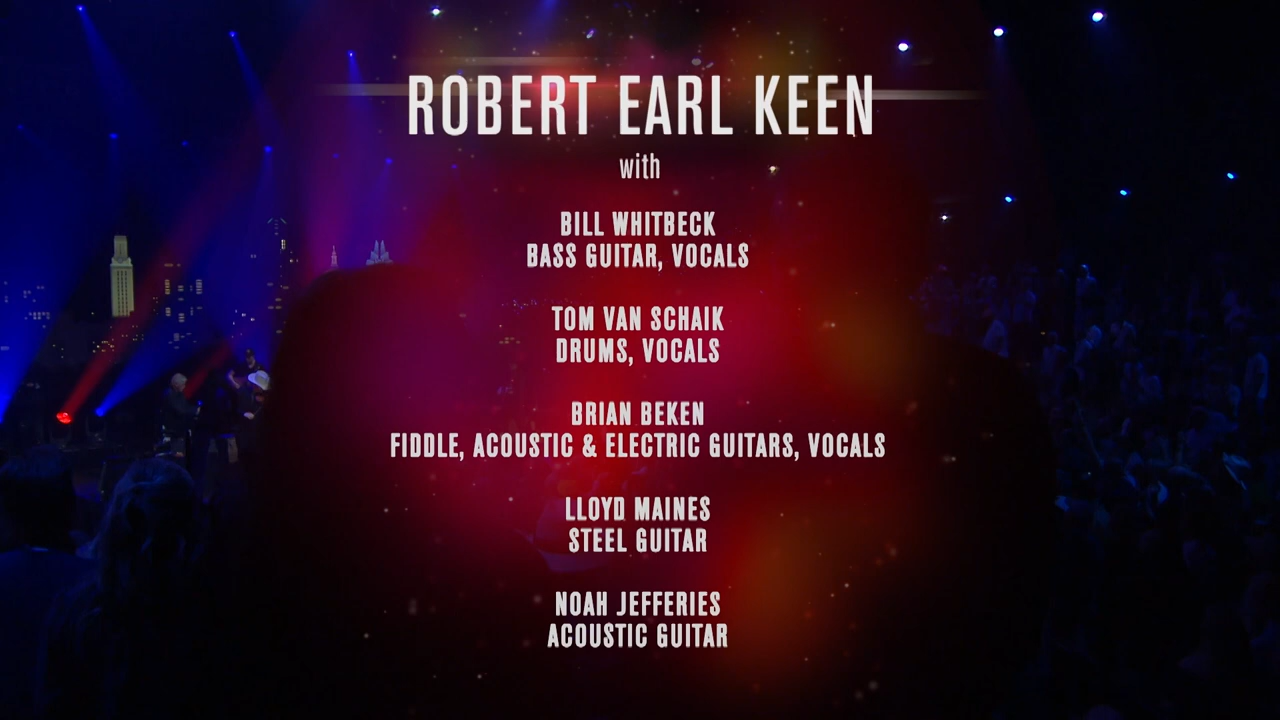 ROBERT EARL KEEN
with
BILL WHITBECK
BASS GUITAR, VOCALS
TOM VAN SCHAIK
DRUMS, VOCALS
BRIAN BEKEN
FIDDLE, ACOUSTIC & ELECTRIC GUITARS, VOCALS
LLOYD MAINES
STEEL GUITAR
NOAH JEFFERIES
ACOUSTIC GUITAR